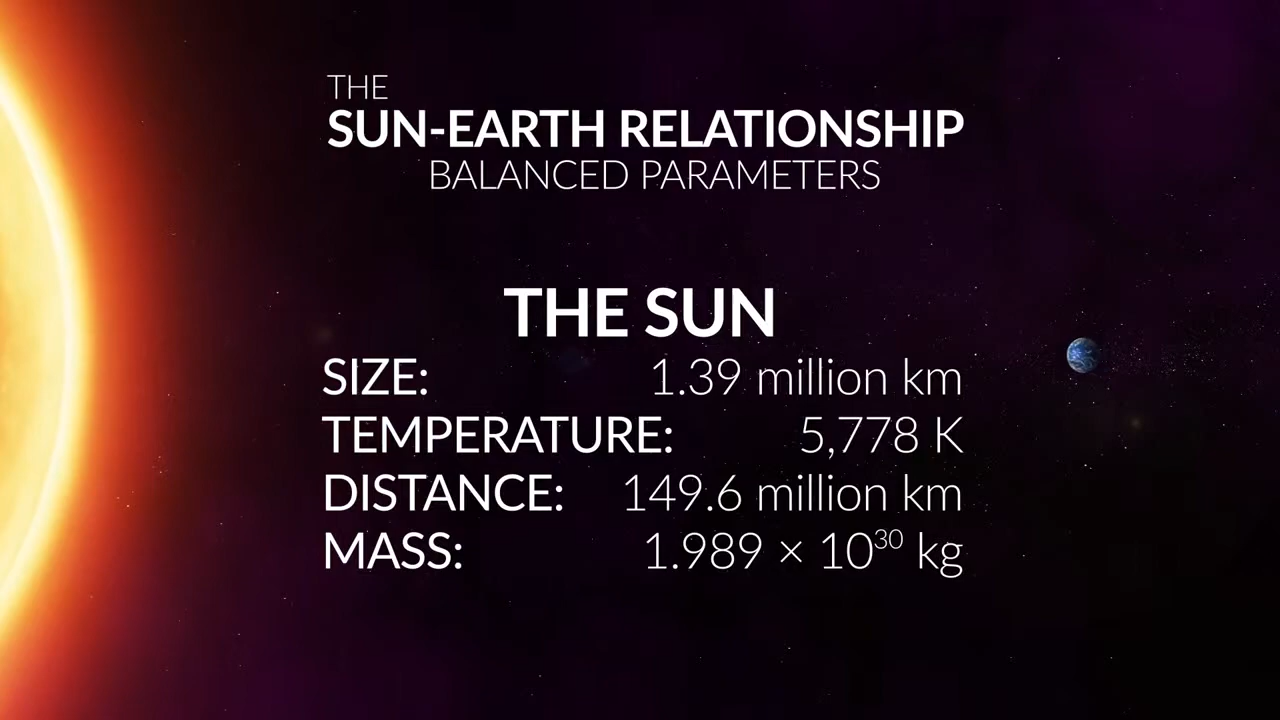 THE
SUN-EARTH RELATIONSHIP
BALANCED PARAMETERS
THE SUN
SIZE: 1.39 million km
TEMPERATURE: 5,778 K
DISTANCE: 149.6 million km
MASS: 1.989 × 10³⁰ kg